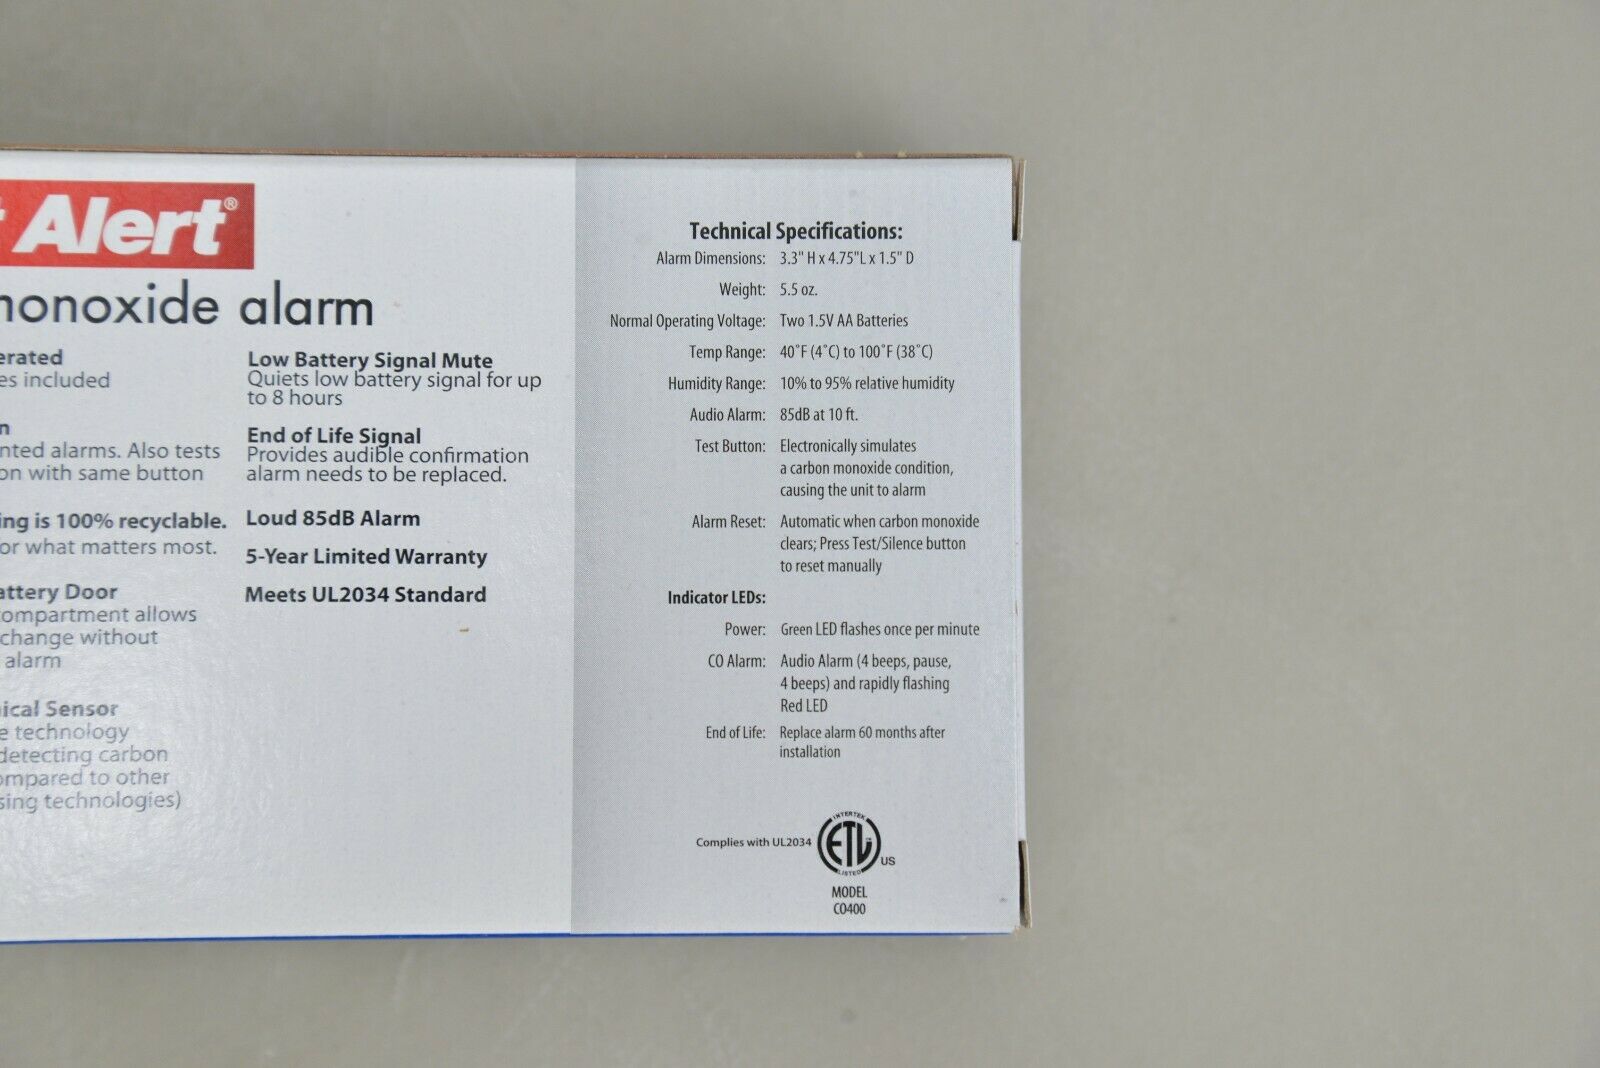 Alert®
monoxide alarm
included
alarms. Also tests
with same button
is 100% recyclable.
or what matters most.
Battery Door
compartment allows
change without
alarm
Sensor
technology
detecting carbon
compared to other
technologies)
Low Battery Signal Mute
Quiets low battery signal for up
to 8 hours
End of Life Signal
Provides audible confirmation
alarm needs to be replaced.
Loud 85dB Alarm
5-Year Limited Warranty
Meets UL2034 Standard
Technical Specifications:
Alarm Dimensions: 3.3" H x 4.75"L x 1.5" D
Weight: 5.5 oz.
Normal Operating Voltage: Two 1.5V AA Batteries
Temp Range: 40˚F (4˚C) to 100˚F (38˚C)
Humidity Range: 10% to 95% relative humidity
Audio Alarm: 85dB at 10 ft.
Test Button: Electronically simulates
a carbon monoxide condition,
causing the unit to alarm
Alarm Reset: Automatic when carbon monoxide
clears; Press Test/Silence button
to reset manually
Indicator LEDs:
Power: Green LED flashes once per minute
CO Alarm: Audio Alarm (4 beeps, pause,
4 beeps) and rapidly flashing
Red LED
End of Life: Replace alarm 60 months after
installation
Complies with UL2034
INTERTEK
ETL
LISTED
US
MODEL
CO400